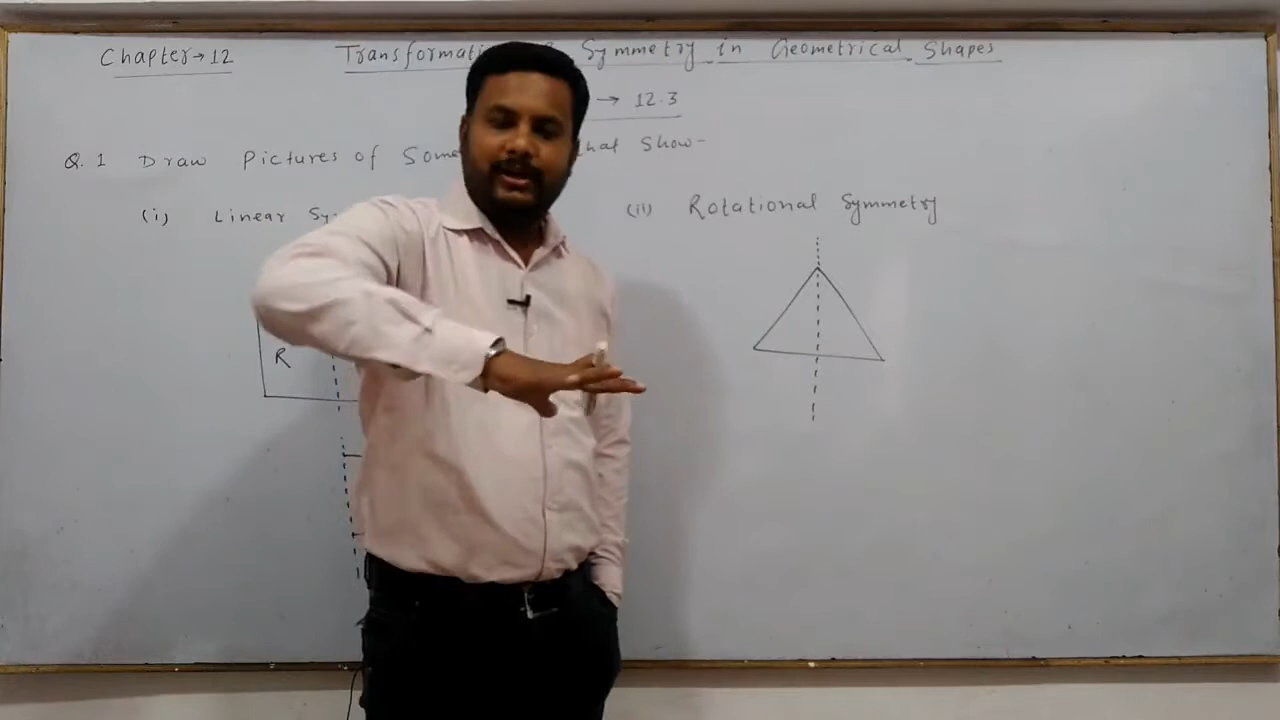 Chapter→12 Transformati Symmetry in Geometrical Shapes
→ 12.3
Q.1 Draw Pictures of Some hat Show-
(i) Linear Sy (ii) Rotational Symmetry
R